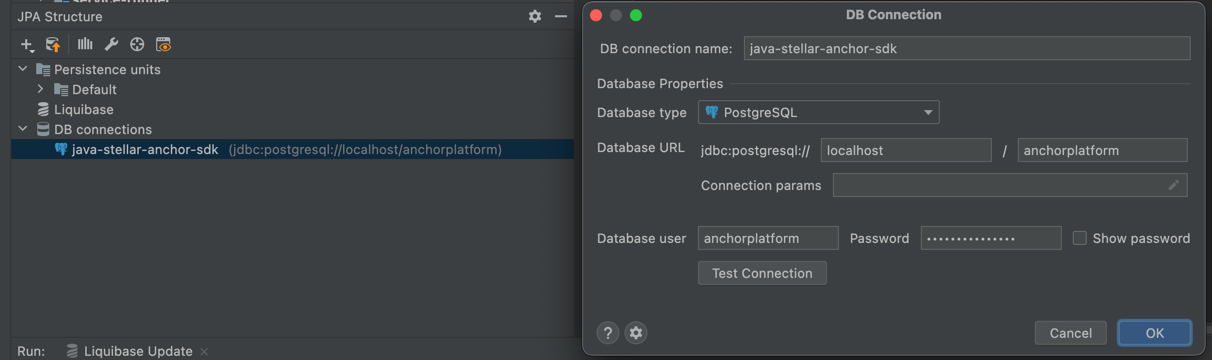 JPA Structure
Persistence units
Default
Liquibase
DB connections
java-stellar-anchor-sdk (jdbc:postgresql://localhost/anchorplatform)
Run: Liquibase Update
DB Connection
DB connection name: java-stellar-anchor-sdk
Database Properties
Database type PostgreSQL
Database URL jdbc:postgresql:// localhost / anchorplatform
Connection params
Database user anchorplatform Password ••••••••••••••• Show password
Test Connection
?
Cancel OK